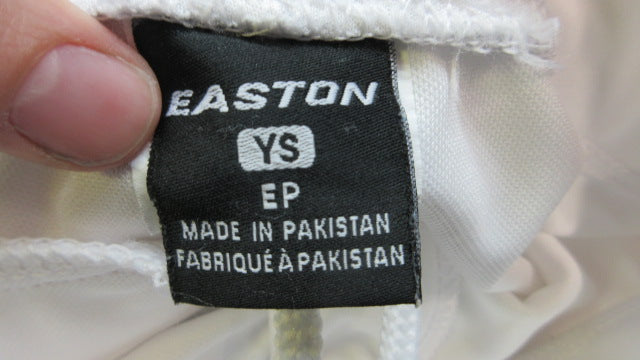 EASTON
YS
EP
MADE IN PAKISTAN
FABRIQUÉ À PAKISTAN